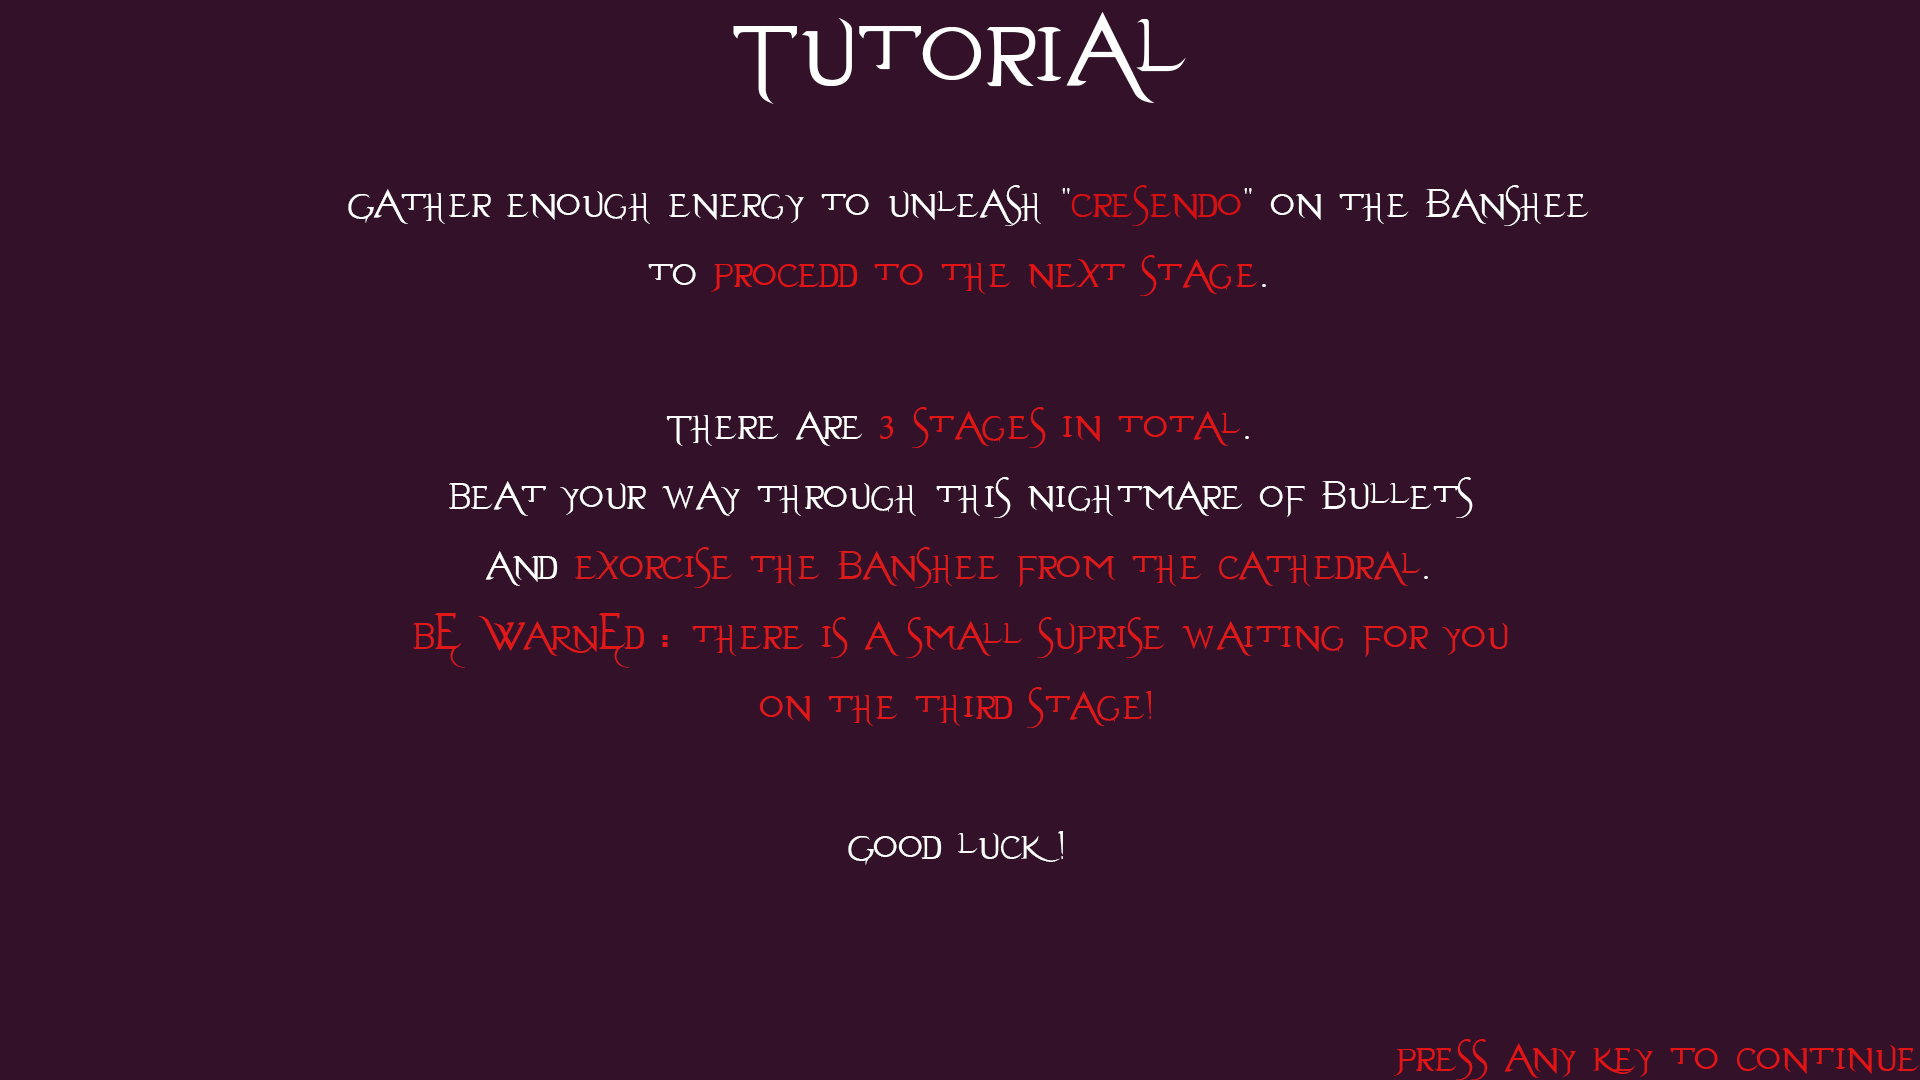 TUTORIAL
GATHER ENOUGH ENERGY TO UNLEASH "CRESENDO" ON THE BANSHEE
TO PROCEDD TO THE NEXT STAGE.
THERE ARE 3 STAGES IN TOTAL.
BEAT YOUR WAY THROUGH THIS NIGHTMARE OF BULLETS
AND EXORCISE THE BANSHEE FROM THE CATHEDRAL.
BE WARNED : THERE IS A SMALL SUPRISE WAITING FOR YOU
ON THE THIRD STAGE!
GOOD LUCK!
PRESS ANY KEY TO CONTINUE